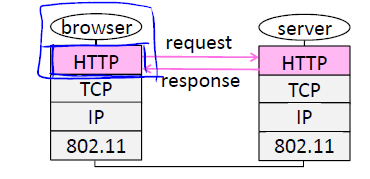 browser server
request
HTTP HTTP
response
TCP TCP
IP IP
802.11 802.11